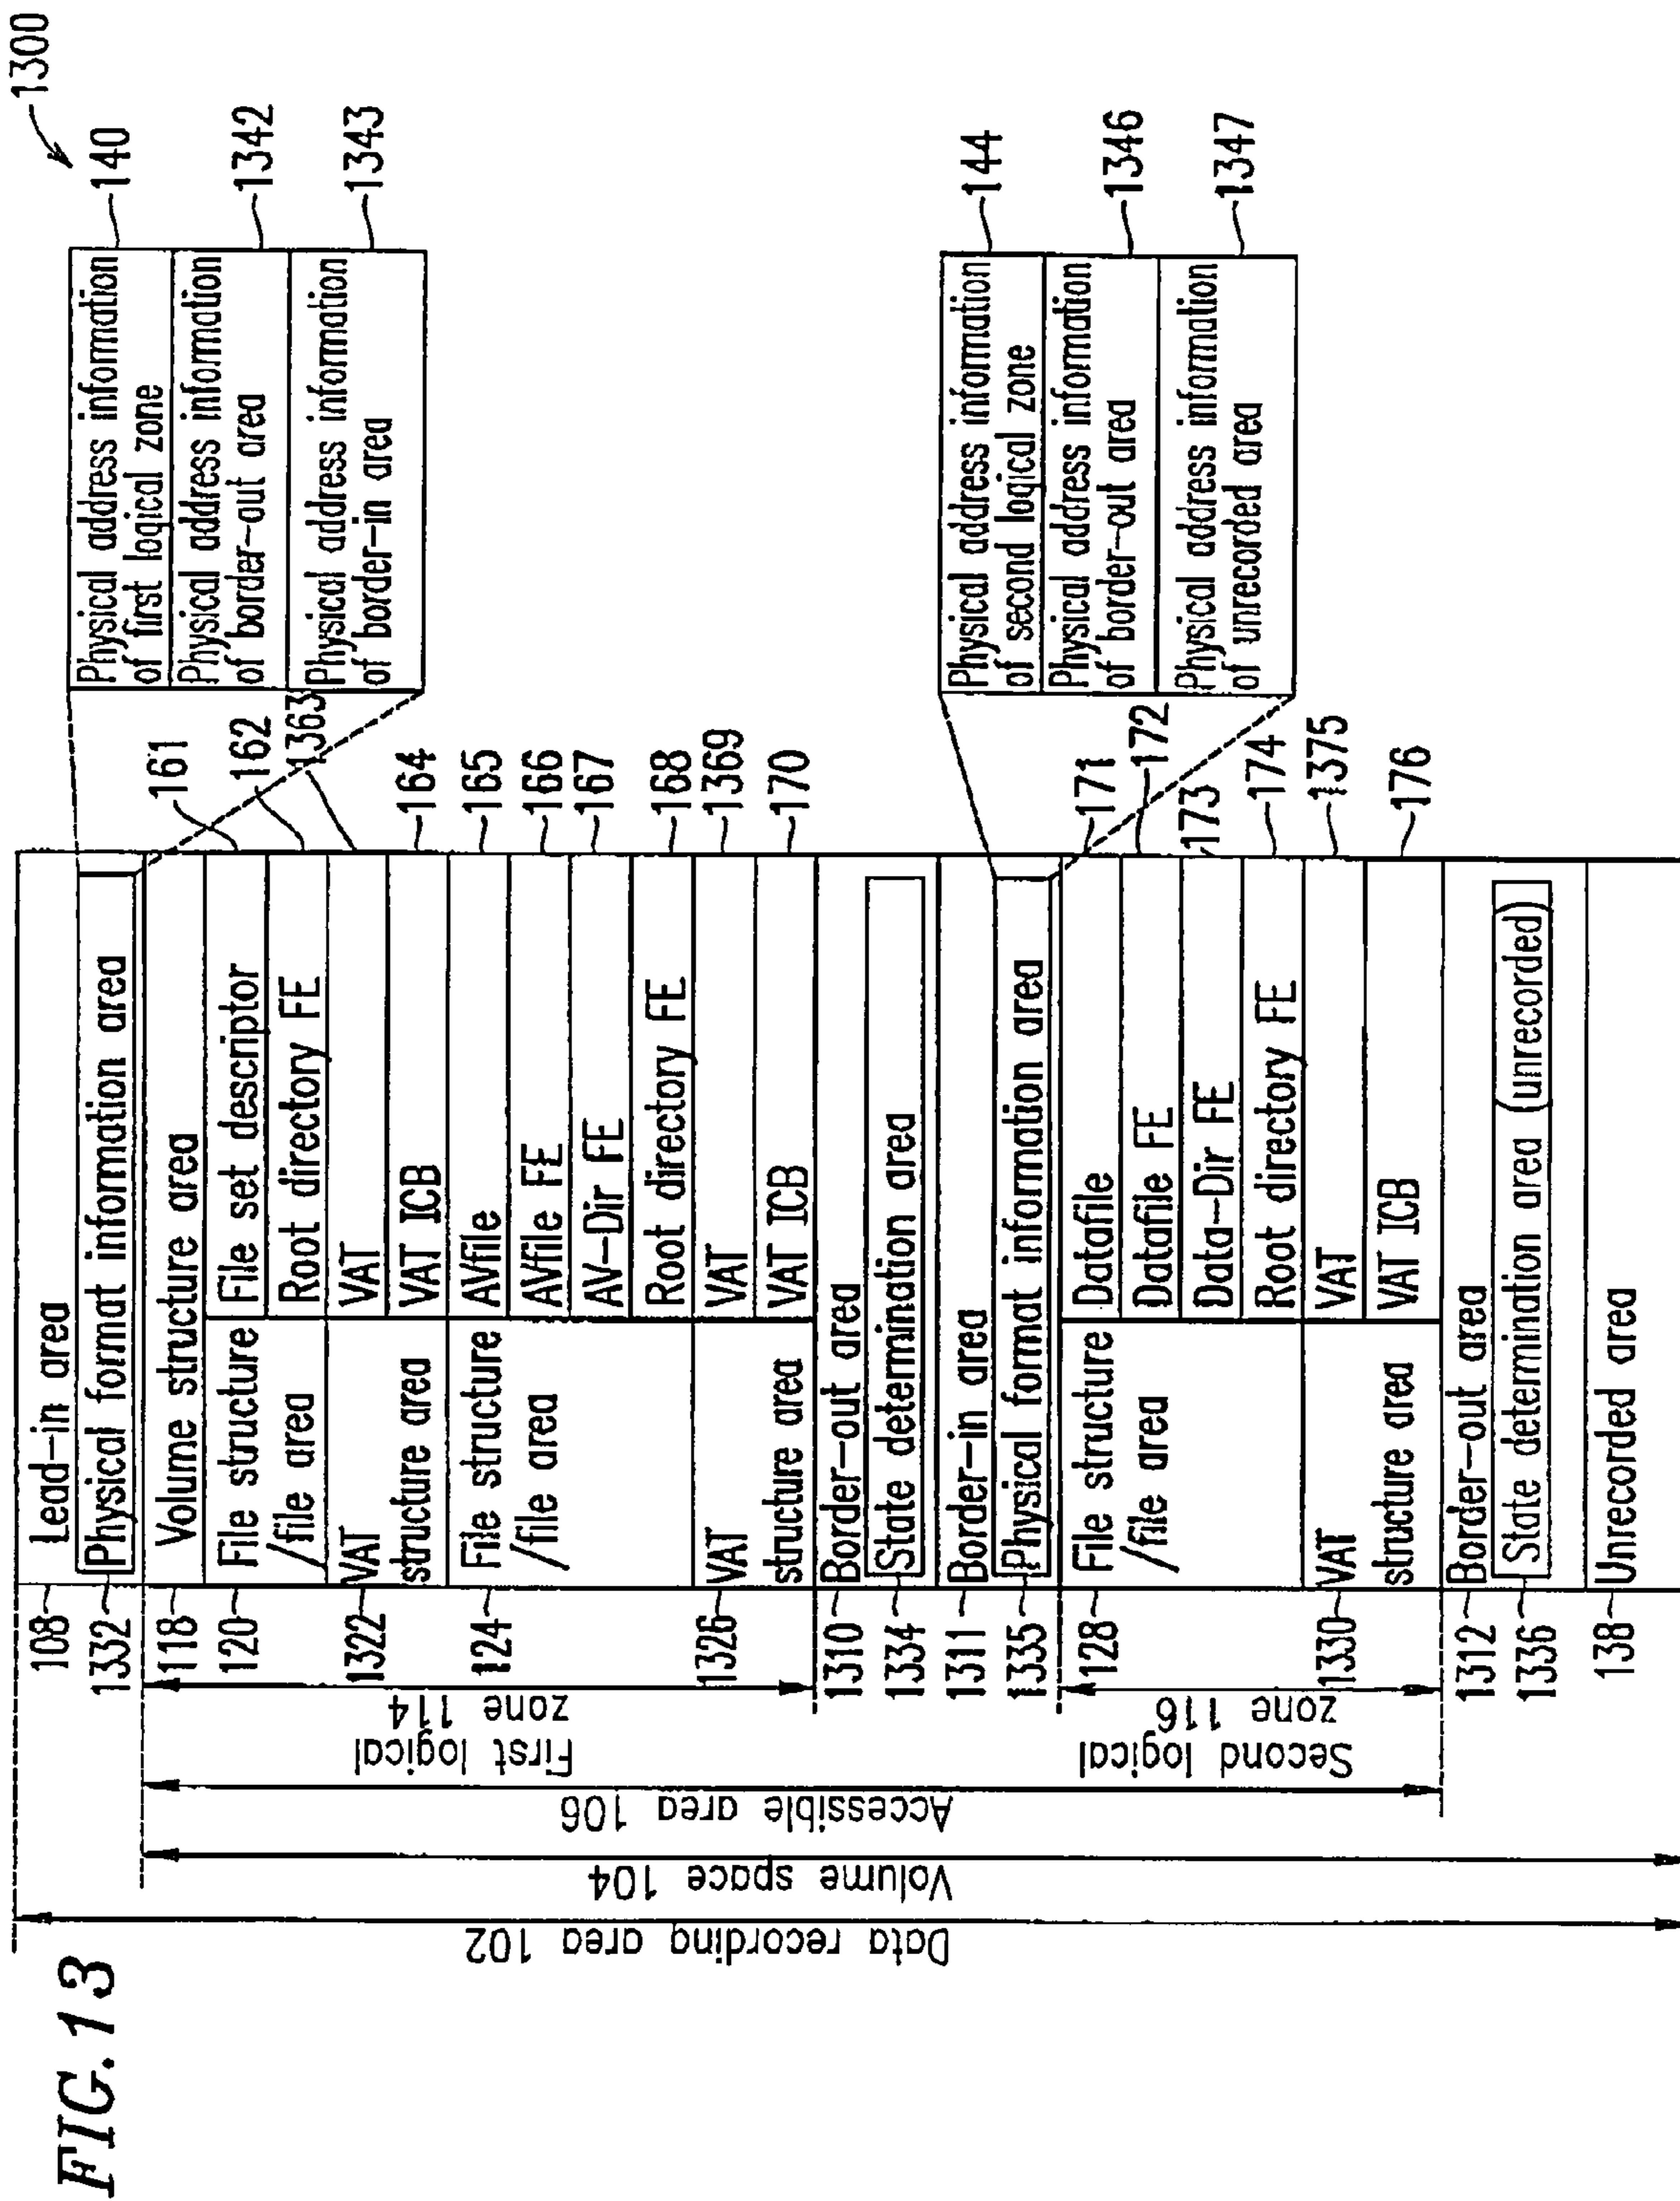 FIG.13
1300
Data recording area 102
Volume space 104
Accessible area 106
First logical
zone 114
Second logical
zone 116
108
Lead-in area
1332
Physical format information area
118
Volume structure area
120
File structure
/file area
File set descriptor
161
Root directory FE
162
1322
VAT
structure area
VAT
1363
VAT ICB
164
124
File structure
/file area
AVfile
165
AVfile FE
166
AV-Dir FE
167
Root directory FE
168
1326
VAT
structure area
VAT
1369
VAT ICB
170
1310
Border-out area
1334
State determination area
1311
Border-in area
1335
Physical format information area
128
File structure
/file area
Datafile
171
Datafile FE
172
Data-Dir FE
173
Root directory FE
174
1330
VAT
structure area
VAT
1375
VAT ICB
176
1312
Border-out area
1336
State determination area (unrecorded)
138
Unrecorded area
Physical address information
of first logical zone
140
Physical address information
of border-out area
1342
Physical address information
of border-in area
1343
Physical address information
of second logical zone
144
Physical address information
of border-out area
1346
Physical address information
of unrecorded area
1347